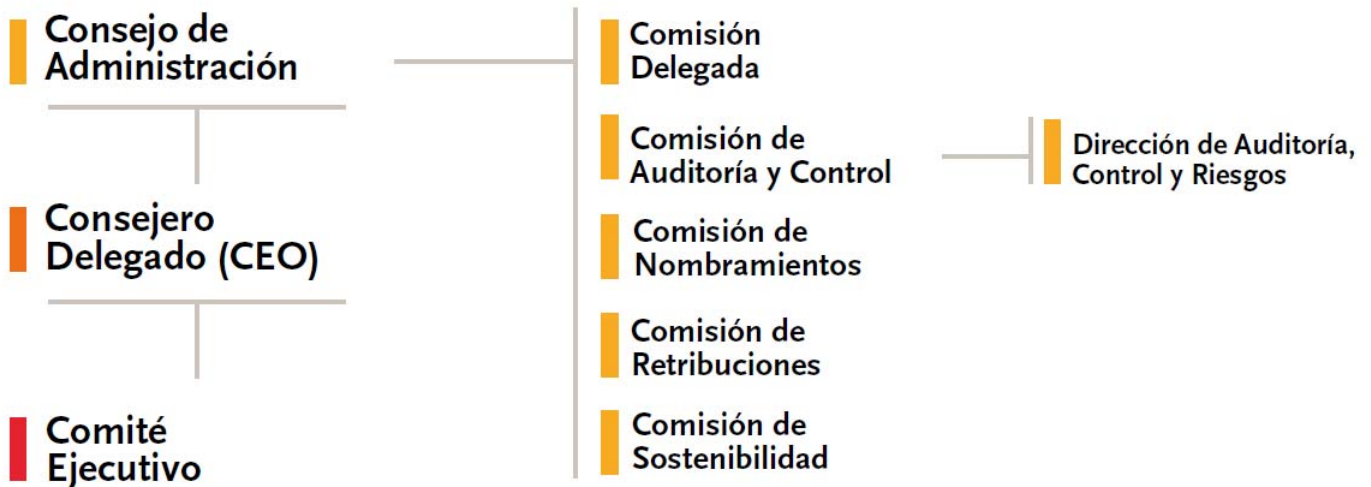 Consejo de
Administración
Consejero
Delegado (CEO)
Comité
Ejecutivo
Comisión
Delegada
Comisión de
Auditoría y Control
Comisión de
Nombramientos
Comisión de
Retribuciones
Comisión de
Sostenibilidad
Dirección de Auditoría,
Control y Riesgos